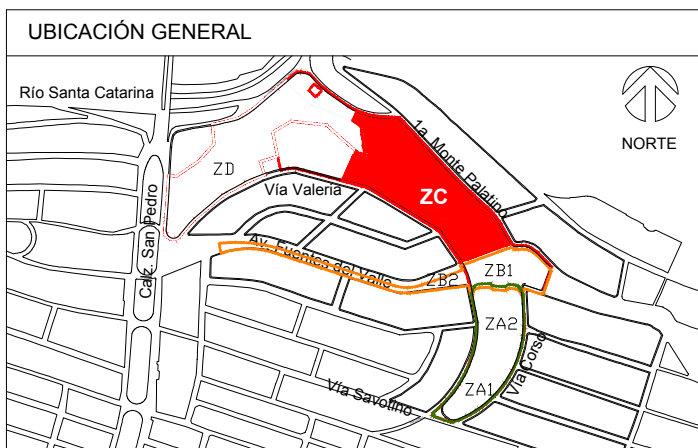 UBICACIÓN GENERAL
Río Santa Catarina
NORTE
1a. Monte Palatino
ZD
Vía Valeria
ZC
Calz. San Pedro
Av. Fuentes del Valle
ZB2
ZB1
ZA2
Vía Corso
ZA1
Vía Savotino